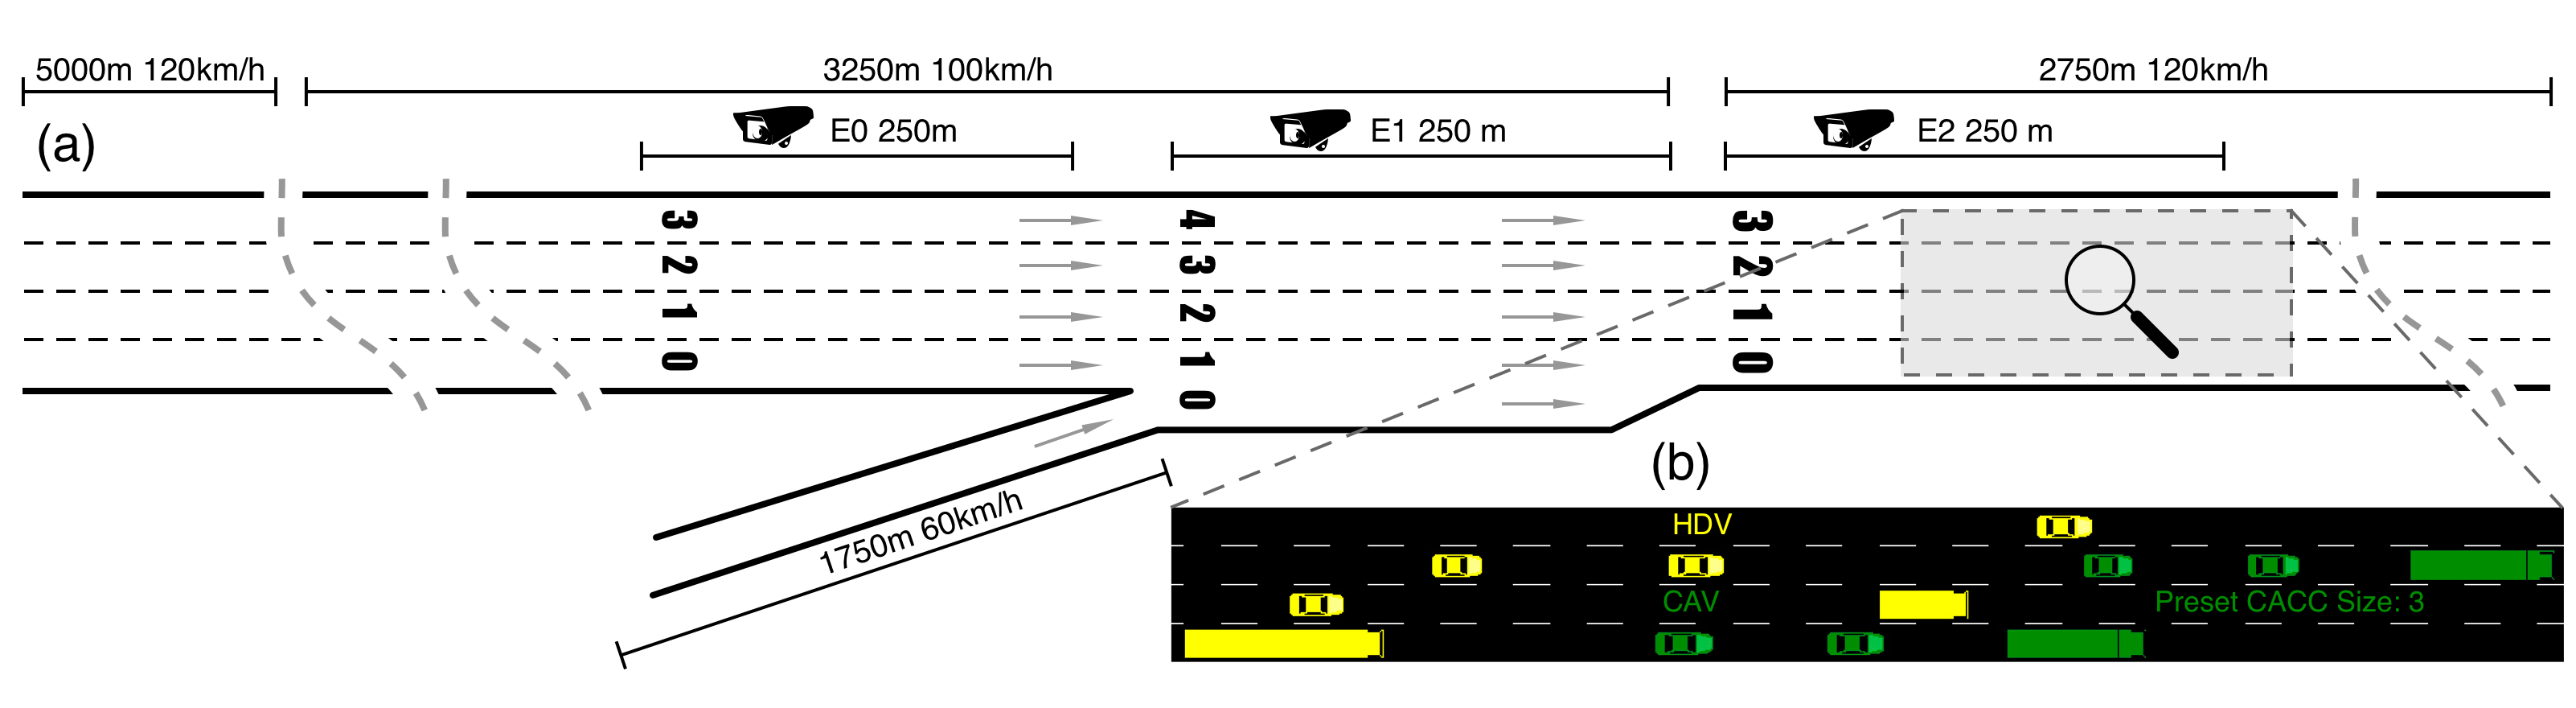 5000m 120km/h
3250m 100km/h
2750m 120km/h
(a)
E0 250m
E1 250 m
E2 250 m
3
2
1
0
4
3
2
1
0
3
2
1
0
1750m 60km/h
(b)
HDV
CAV
Preset CACC Size: 3